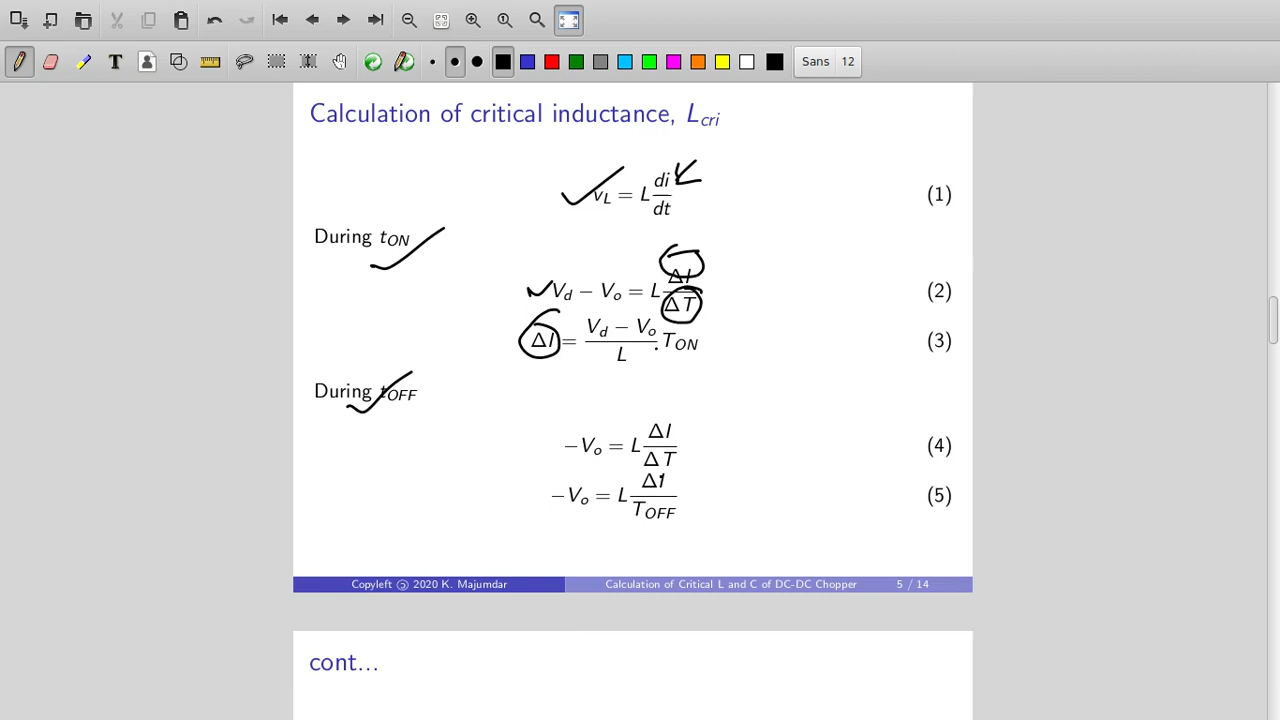 Sans 12
Calculation of critical inductance, L_cri
v_L = L di/dt (1)
During t_ON
V_d − V_o = L ΔI/ΔT (2)
ΔI = (V_d − V_o)/L . T_ON (3)
During t_OFF
−V_o = L ΔI/ΔT (4)
−V_o = L ΔI/T_OFF (5)
Copyleft 🄯 2020 K. Majumdar Calculation of Critical L and C of DC-DC Chopper 5 / 14
cont...